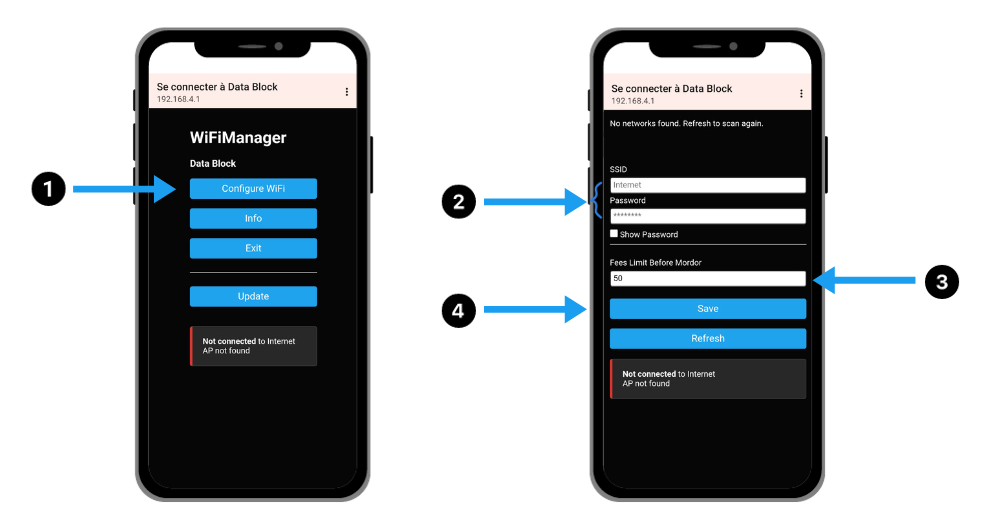 Se connecter à Data Block
192.168.4.1
WiFiManager
Data Block
1
Configure WiFi
Info
Exit
Update
Not connected to Internet
AP not found
Se connecter à Data Block
192.168.4.1
No networks found. Refresh to scan again.
SSID
Internet
2
Password
********
Show Password
Fees Limit Before Mordor
50
3
4
Save
Refresh
Not connected to Internet
AP not found